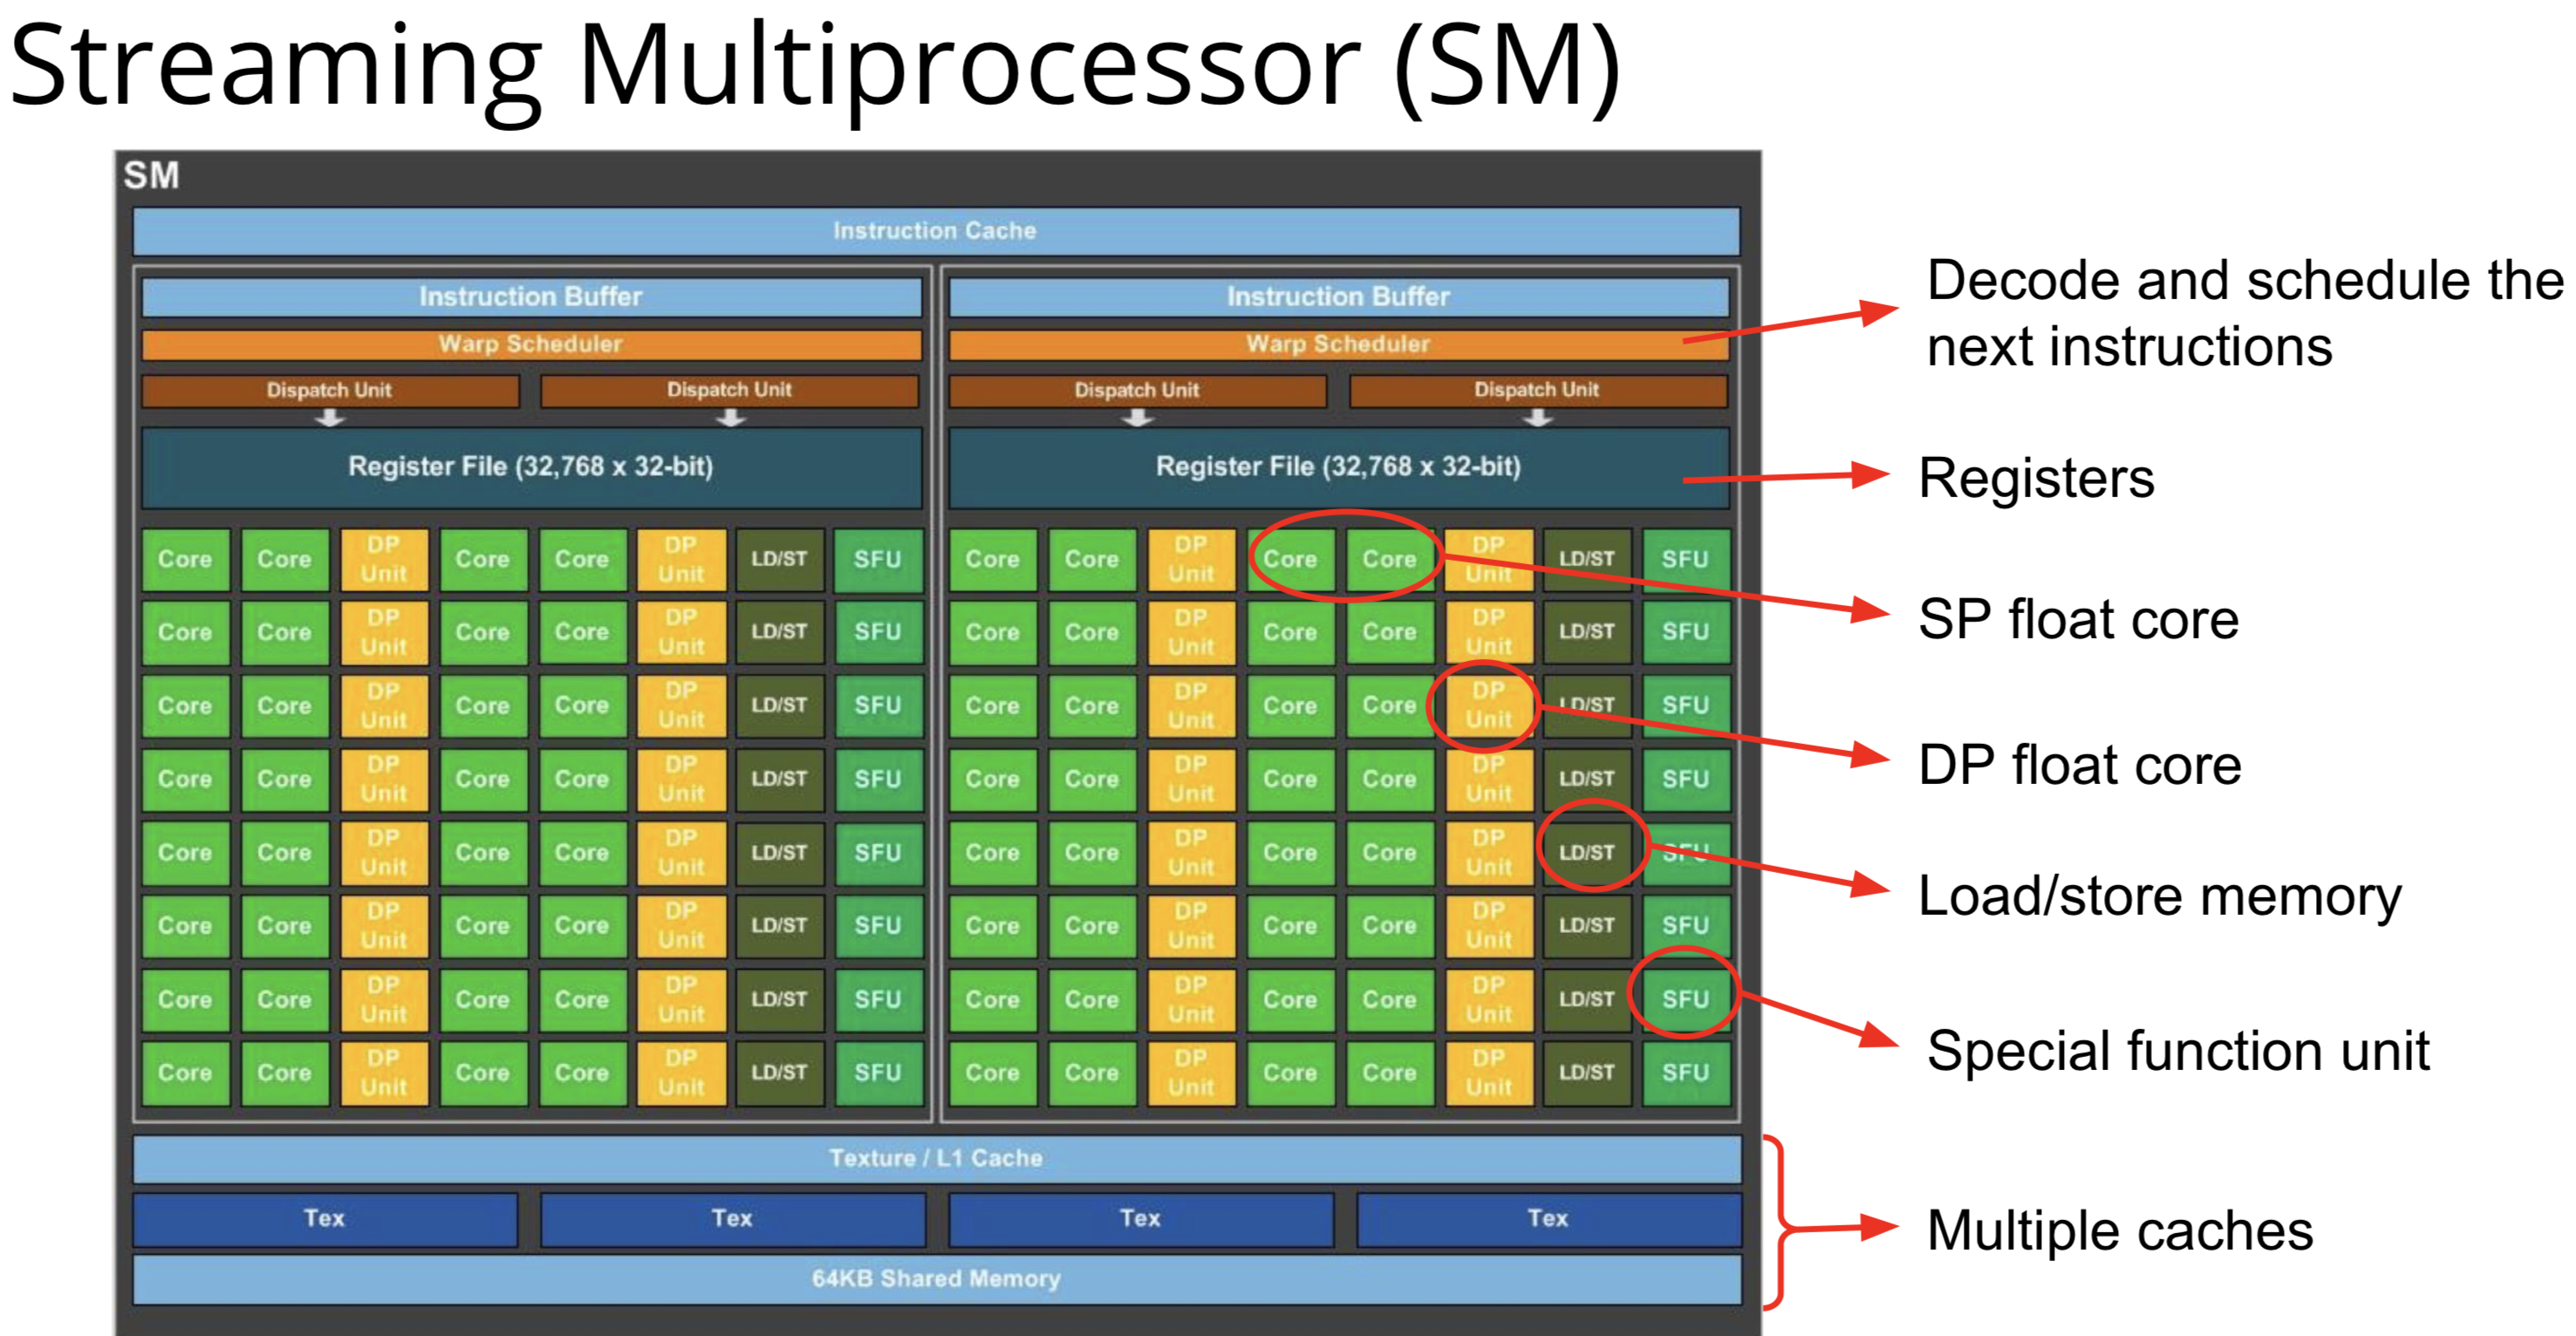 Streaming Multiprocessor (SM)
SM
Instruction Cache
Instruction Buffer Instruction Buffer
Warp Scheduler Warp Scheduler
Dispatch Unit Dispatch Unit Dispatch Unit Dispatch Unit
Register File (32,768 x 32-bit) Register File (32,768 x 32-bit)
Core Core DP Unit Core Core DP Unit LD/ST SFU Core Core DP Unit Core Core DP Unit LD/ST SFU
Core Core DP Unit Core Core DP Unit LD/ST SFU Core Core DP Unit Core Core DP Unit LD/ST SFU
Core Core DP Unit Core Core DP Unit LD/ST SFU Core Core DP Unit Core Core DP Unit LD/ST SFU
Core Core DP Unit Core Core DP Unit LD/ST SFU Core Core DP Unit Core Core DP Unit LD/ST SFU
Core Core DP Unit Core Core DP Unit LD/ST SFU Core Core DP Unit Core Core DP Unit LD/ST SFU
Core Core DP Unit Core Core DP Unit LD/ST SFU Core Core DP Unit Core Core DP Unit LD/ST SFU
Core Core DP Unit Core Core DP Unit LD/ST SFU Core Core DP Unit Core Core DP Unit LD/ST SFU
Core Core DP Unit Core Core DP Unit LD/ST SFU Core Core DP Unit Core Core DP Unit LD/ST SFU
Texture / L1 Cache
Tex Tex Tex Tex
64KB Shared Memory
Decode and schedule the
next instructions
Registers
SP float core
DP float core
Load/store memory
Special function unit
Multiple caches